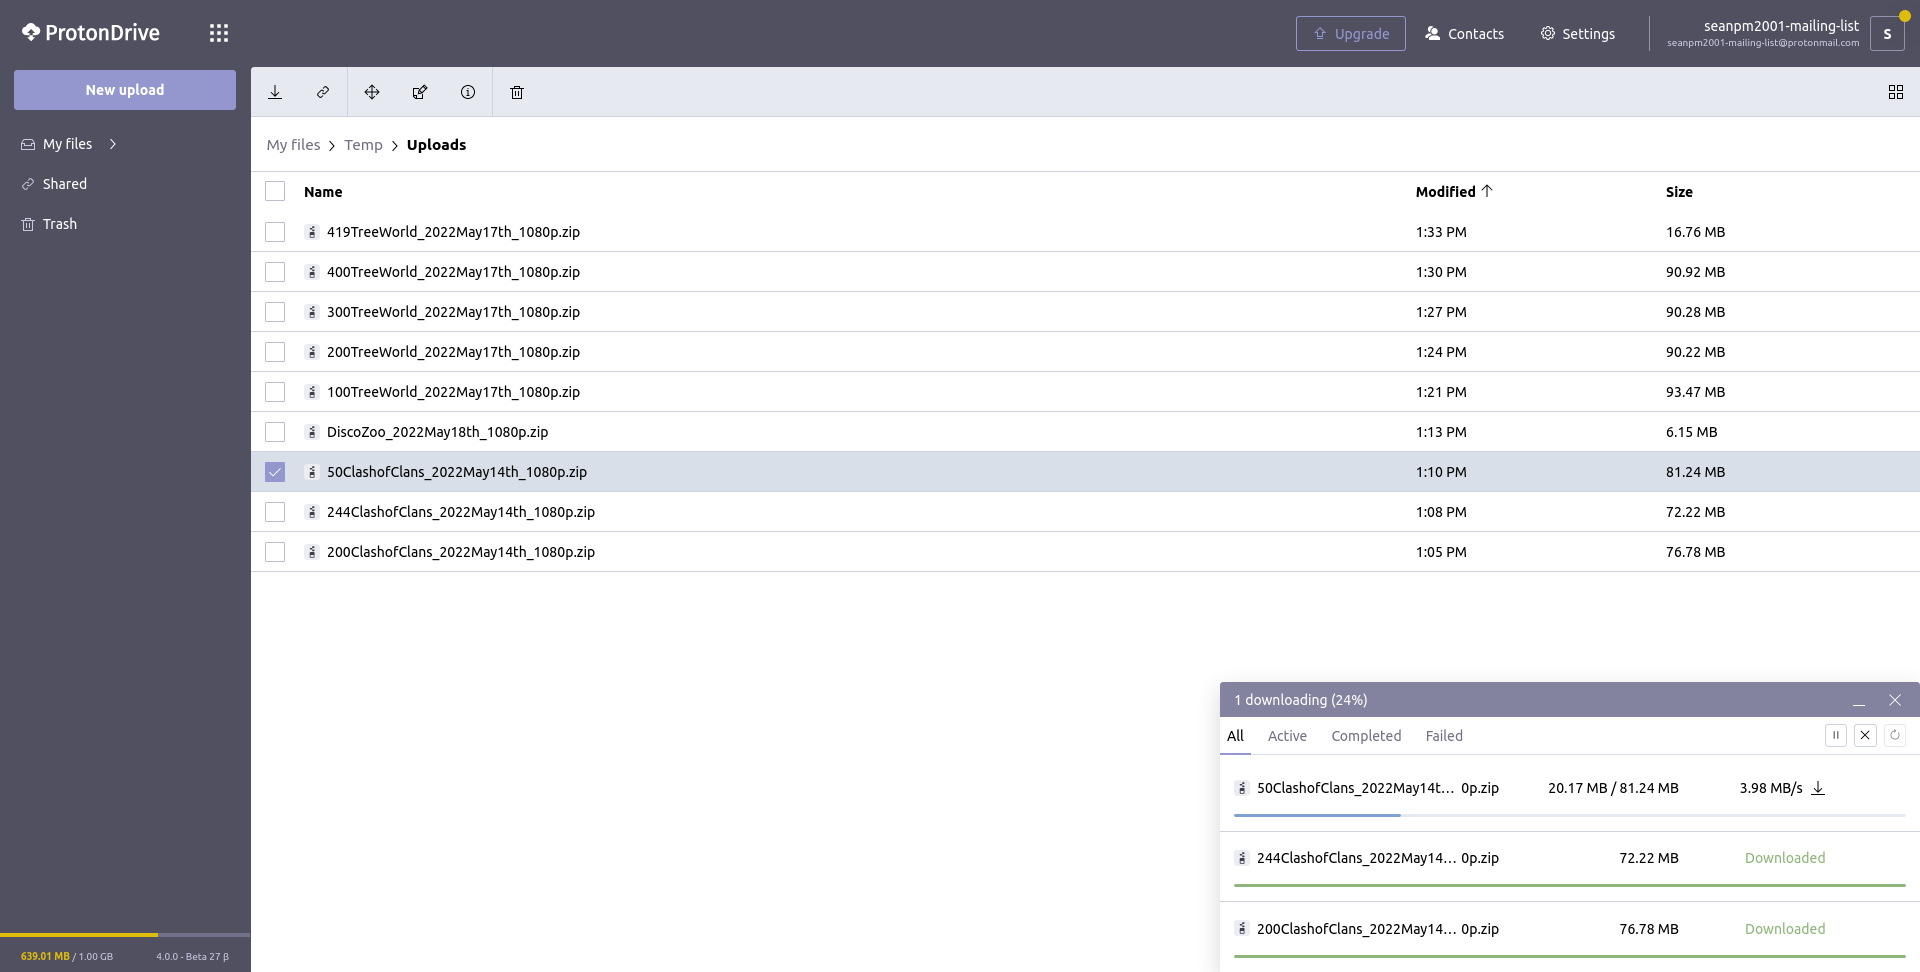 ProtonDrive
Upgrade Contacts Settings seanpm2001-mailing-list
seanpm2001-mailing-list@protonmail.com
S
New upload
My files
Shared
Trash
My files > Temp > Uploads
Name Modified Size
419TreeWorld_2022May17th_1080p.zip 1:33 PM 16.76 MB
400TreeWorld_2022May17th_1080p.zip 1:30 PM 90.92 MB
300TreeWorld_2022May17th_1080p.zip 1:27 PM 90.28 MB
200TreeWorld_2022May17th_1080p.zip 1:24 PM 90.22 MB
100TreeWorld_2022May17th_1080p.zip 1:21 PM 93.47 MB
DiscoZoo_2022May18th_1080p.zip 1:13 PM 6.15 MB
50ClashofClans_2022May14th_1080p.zip 1:10 PM 81.24 MB
244ClashofClans_2022May14th_1080p.zip 1:08 PM 72.22 MB
200ClashofClans_2022May14th_1080p.zip 1:05 PM 76.78 MB
1 downloading (24%)
All Active Completed Failed
50ClashofClans_2022May14t... 0p.zip 20.17 MB / 81.24 MB 3.98 MB/s
244ClashofClans_2022May14... 0p.zip 72.22 MB Downloaded
200ClashofClans_2022May14... 0p.zip 76.78 MB Downloaded
639.01 MB / 1.00 GB 4.0.0 - Beta 27 β